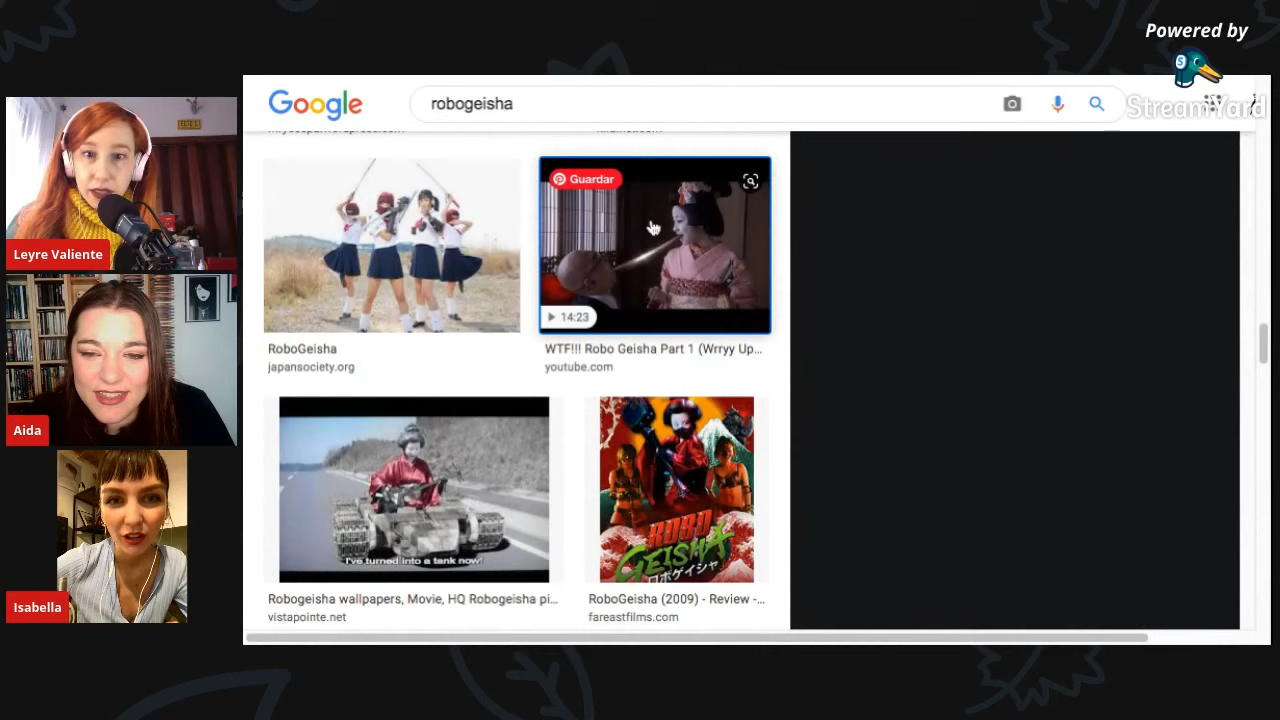 Powered by
StreamYard
Google
robogeisha
Guardar
14:23
RoboGeisha
japansociety.org
WTF!!! Robo Geisha Part 1 (Wrryy Up...
youtube.com
I've turned into a tank now!
ROBO
GEISHA
ロボゲイシャ
Robogeisha wallpapers, Movie, HQ Robogeisha pi...
vistapointe.net
RoboGeisha (2009) - Review -...
fareastfilms.com
Leyre Valiente
Aida
Isabella